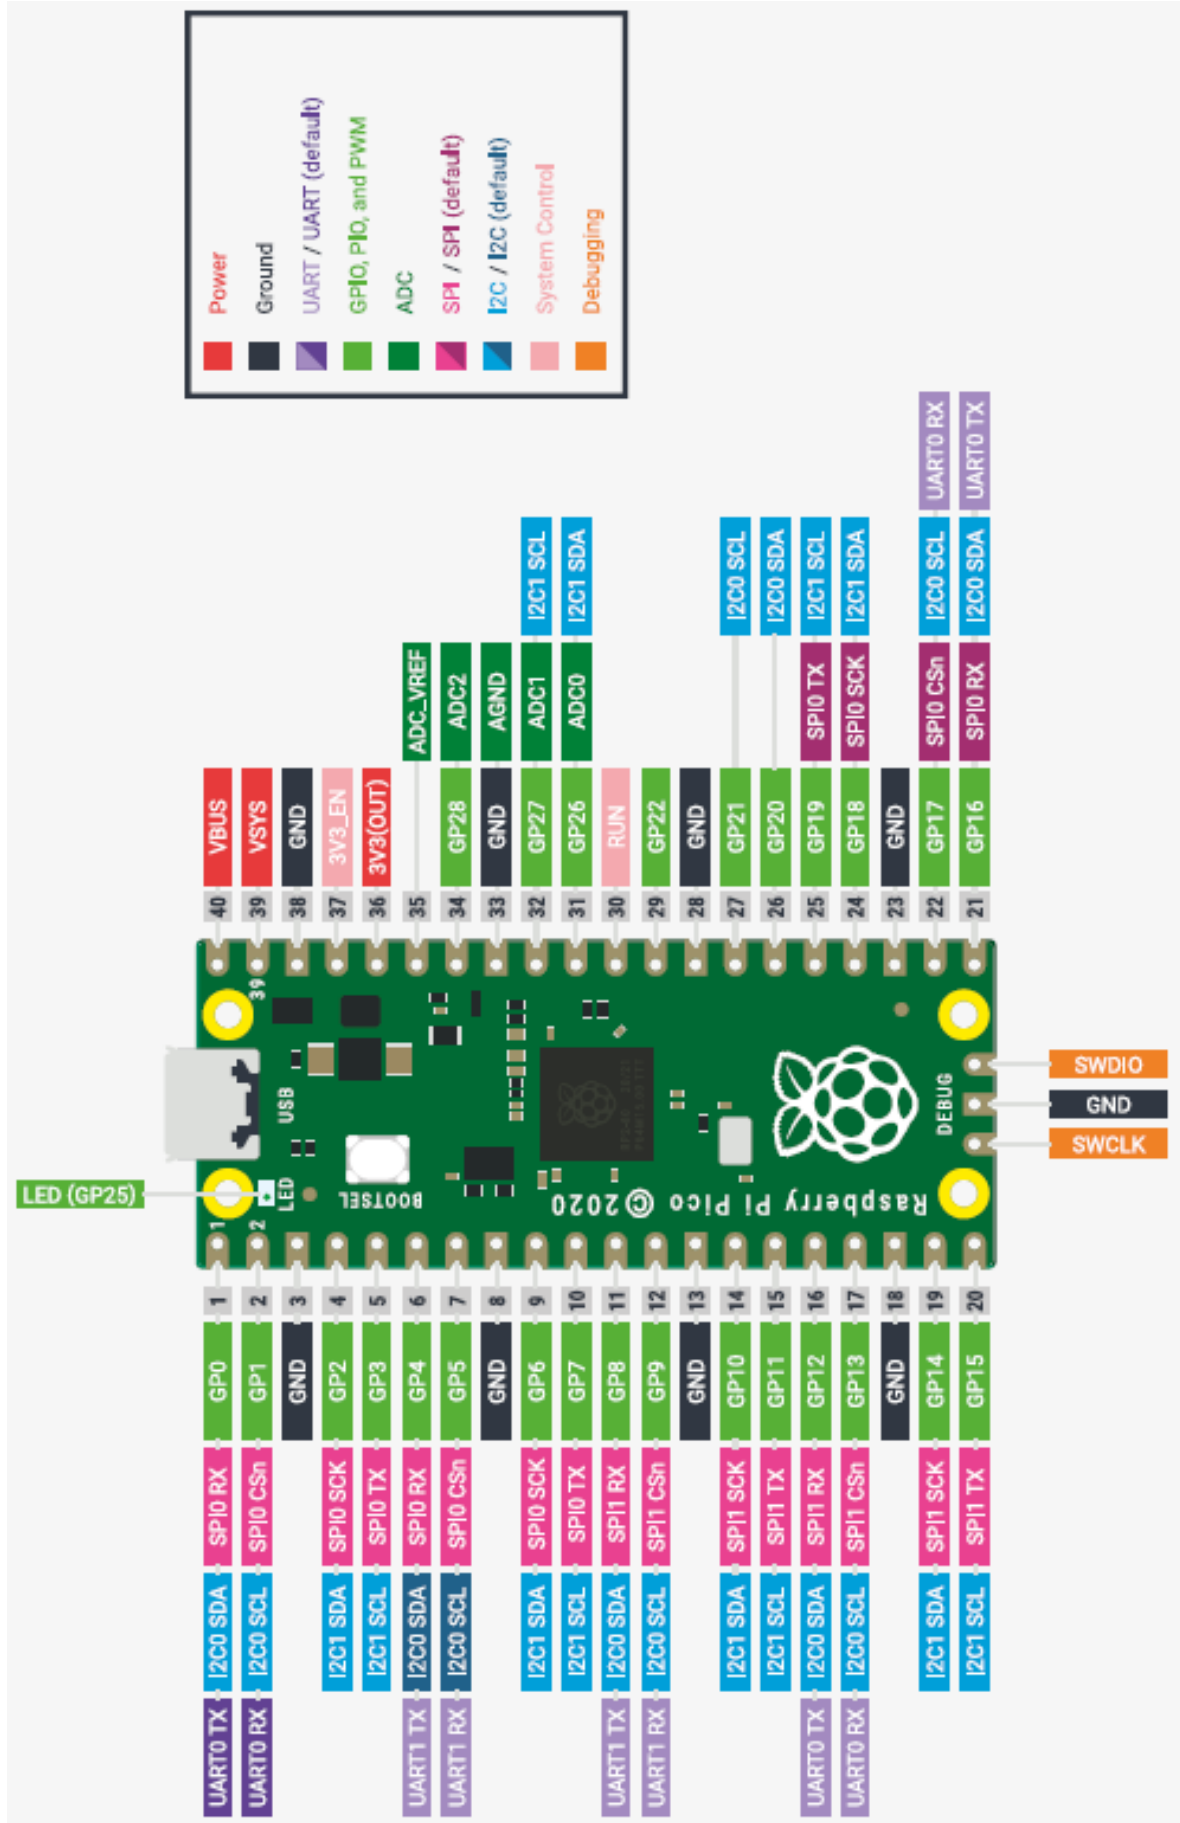 Power
Ground
UART / UART (default)
GPIO, PIO, and PWM
ADC
SPI / SPI (default)
I2C / I2C (default)
System Control
Debugging
40 VBUS
39 VSYS
38 GND
37 3V3_EN
36 3V3(OUT)
35 ADC_VREF
34 GP28 ADC2
33 GND AGND
32 GP27 ADC1 I2C1 SCL
31 GP26 ADC0 I2C1 SDA
30 RUN
29 GP22
28 GND
27 GP21 I2C0 SCL
26 GP20 I2C0 SDA
25 GP19 SPI0 TX I2C1 SCL
24 GP18 SPI0 SCK I2C1 SDA
23 GND
22 GP17 SPI0 CSn I2C0 SCL UART0 RX
21 GP16 SPI0 RX I2C0 SDA UART0 TX
39
USB
DEBUG
SWDIO
GND
SWCLK
LED (GP25)
LED
BOOTSEL
Raspberry Pi Pico © 2020
1
2
UART0 TX I2C0 SDA SPI0 RX GP0 1
UART0 RX I2C0 SCL SPI0 CSn GP1 2
GND 3
I2C1 SDA SPI0 SCK GP2 4
I2C1 SCL SPI0 TX GP3 5
UART1 TX I2C0 SDA SPI0 RX GP4 6
UART1 RX I2C0 SCL SPI0 CSn GP5 7
GND 8
I2C1 SDA SPI0 SCK GP6 9
I2C1 SCL SPI0 TX GP7 10
UART1 TX I2C0 SDA SPI1 RX GP8 11
UART1 RX I2C0 SCL SPI1 CSn GP9 12
GND 13
I2C1 SDA SPI1 SCK GP10 14
I2C1 SCL SPI1 TX GP11 15
UART0 TX I2C0 SDA SPI1 RX GP12 16
UART0 RX I2C0 SCL SPI1 CSn GP13 17
GND 18
I2C1 SDA SPI1 SCK GP14 19
I2C1 SCL SPI1 TX GP15 20